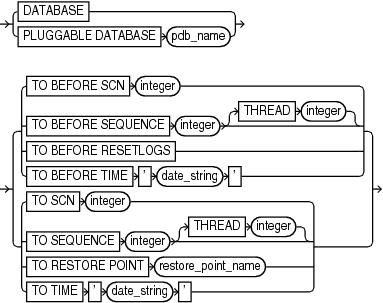 DATABASE
PLUGGABLE DATABASE pdb_name
TO BEFORE SCN integer
THREAD integer
TO BEFORE SEQUENCE integer
TO BEFORE RESETLOGS
TO BEFORE TIME ' date_string '
TO SCN integer
THREAD integer
TO SEQUENCE integer
TO RESTORE POINT restore_point_name
TO TIME ' date_string '